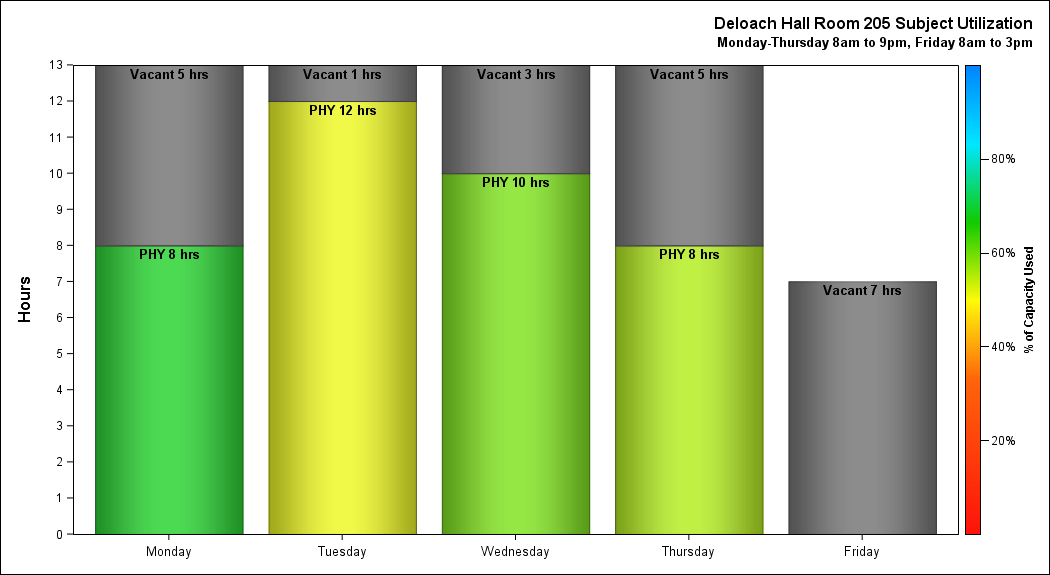 Deloach Hall Room 205 Subject Utilization
Monday-Thursday 8am to 9pm, Friday 8am to 3pm
Hours
13
12
11
10
9
8
7
6
5
4
3
2
1
0
Vacant 5 hrs
PHY 8 hrs
Vacant 1 hrs
PHY 12 hrs
Vacant 3 hrs
PHY 10 hrs
Vacant 5 hrs
PHY 8 hrs
Vacant 7 hrs
Monday
Tuesday
Wednesday
Thursday
Friday
80%
60%
40%
20%
% of Capacity Used